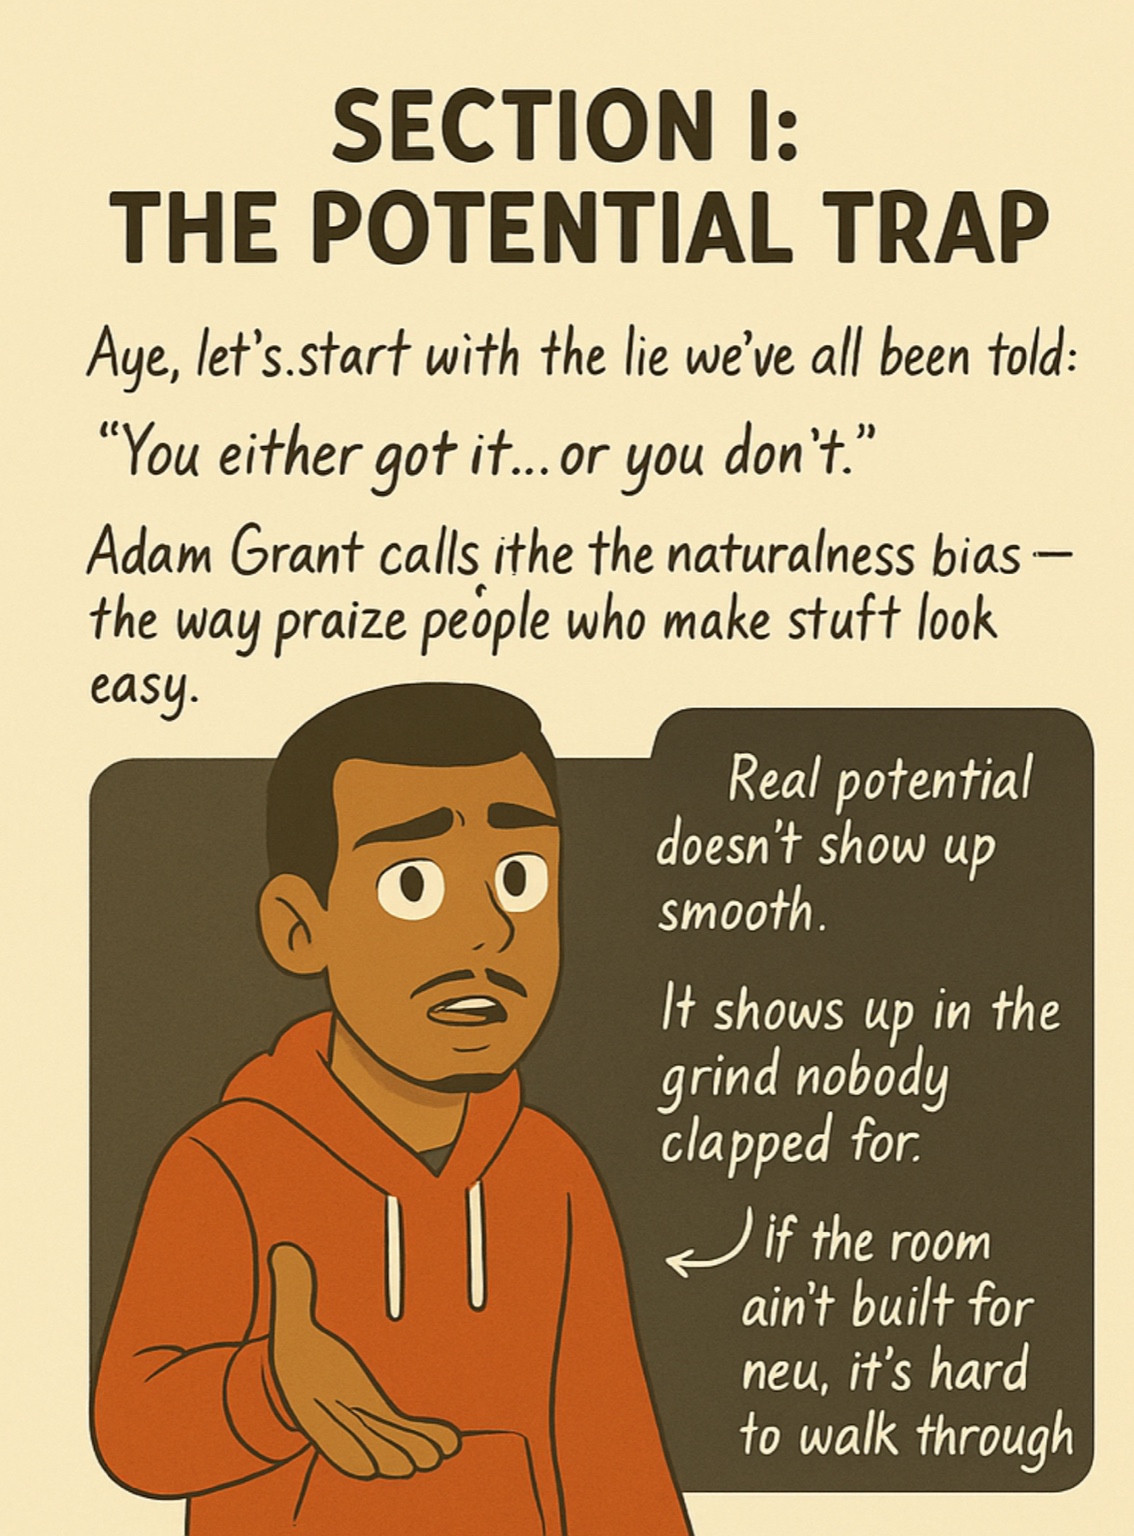 SECTION I:
THE POTENTIAL TRAP
Aye, let's.start with the lie we've all been told:
“You either got it... or you don't.”
Adam Grant calls ithe the naturalness bias —
the way praize people who make stuft look
easy.
Real potential
doesn't show up
smooth.
It shows up in the
grind nobody
clapped for.
if the room
ain't built for
neu, it's hard
to walk through